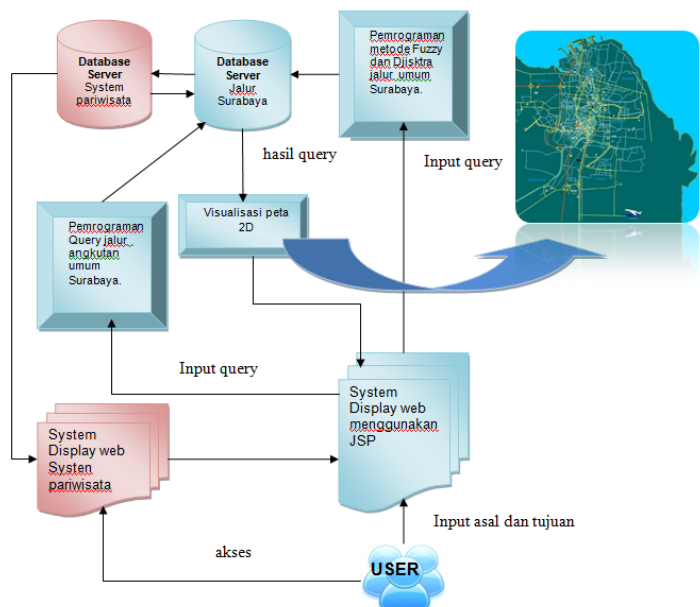 Database
Server
System
pariwisata
Database
Server
Jalur
Surabaya
Pemrograman
metode Fuzzy
dan Djisktra
jalur umum
Surabaya.
hasil query
Input query
Visualisasi peta
2D
Pemrograman
Query jalur
angkutan
umum
Surabaya.
Input query
System
Display web
menggunakan
JSP
System
Display web
Systen
pariwisata
Input asal dan tujuan
akses
USER